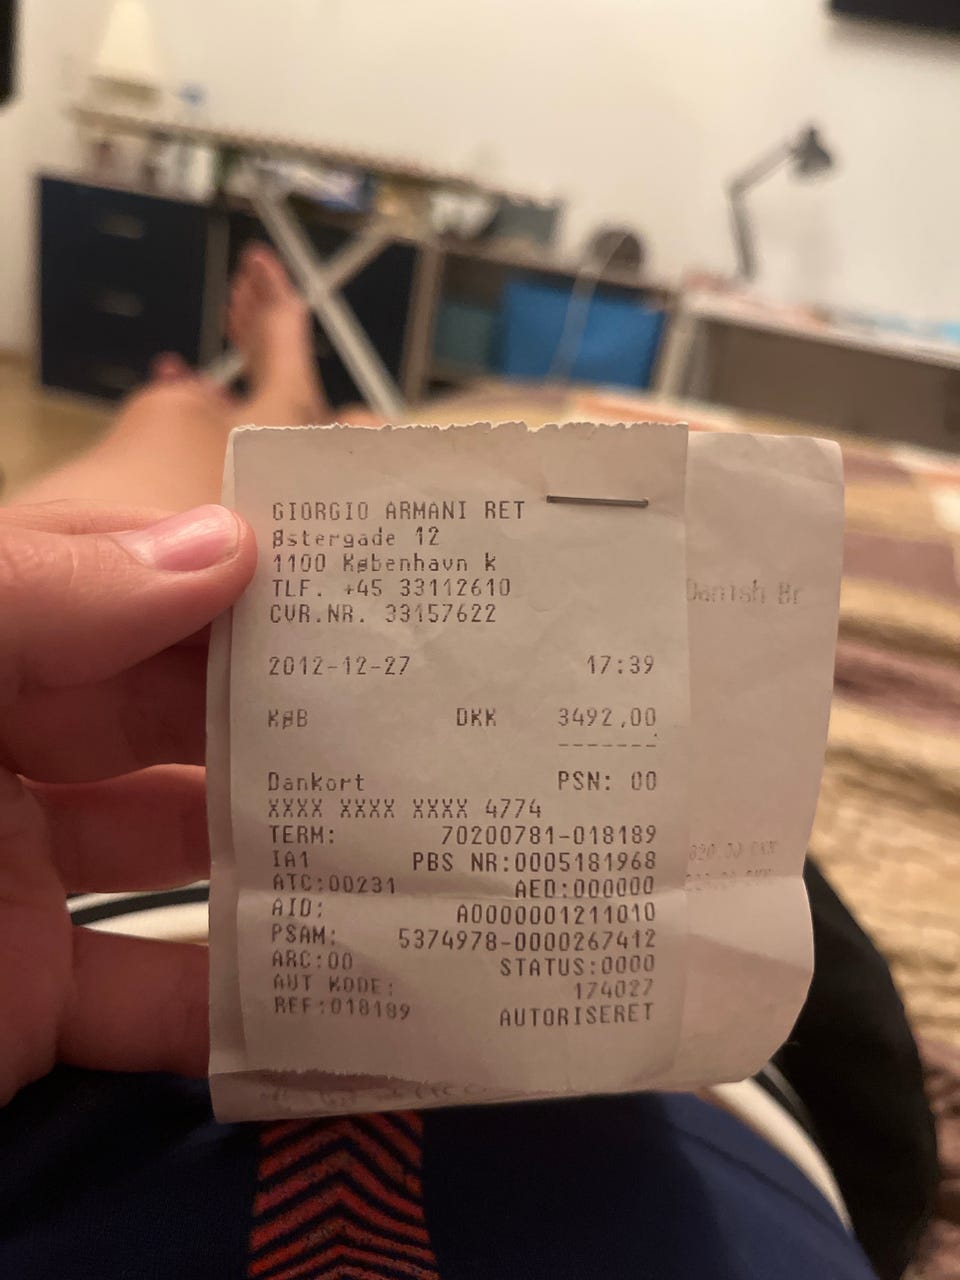 GIORGIO ARMANI RET
Østergade 12
1100 København k
TLF. +45 33112610
CVR.NR. 33157622
2012-12-27 17:39
KØB DKK 3492,00
-------
Dankort PSN: 00
XXXX XXXX XXXX 4774
TERM: 70200781-018189
IA1 PBS NR:0005181968
ATC:00231 AED:000000
AID: A0000001211010
PSAM: 5374978-0000267412
ARC:00 STATUS:0000
AUT KODE: 174027
REF:018189 AUTORISERET
Danish Br